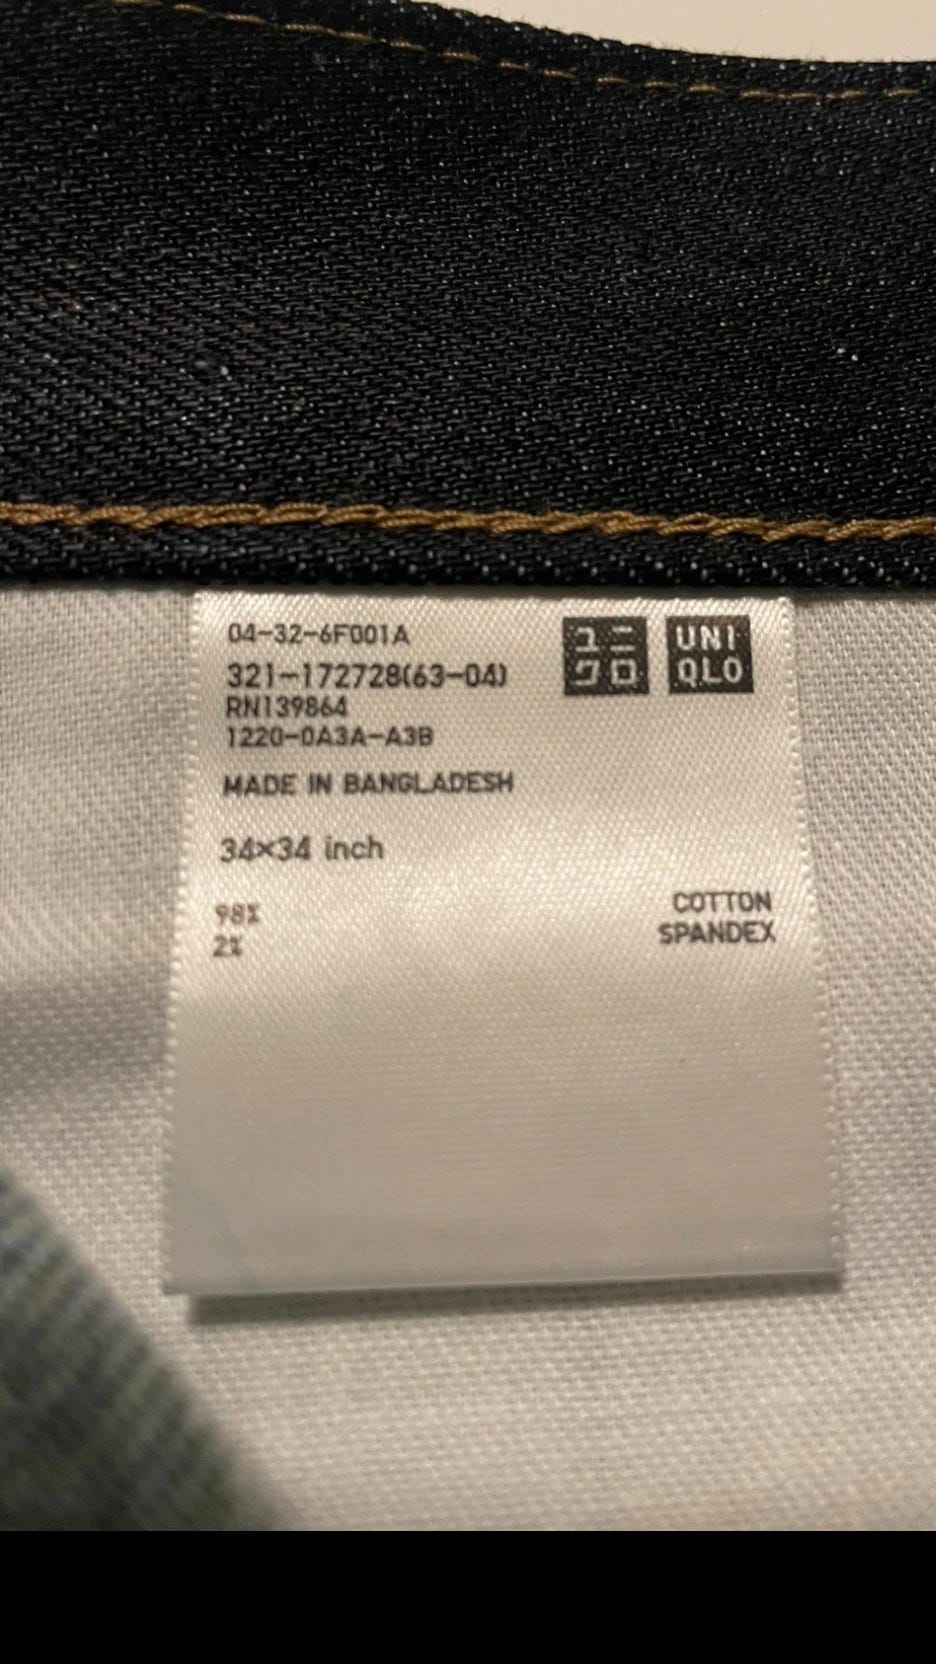 04-32-6F001A
321-172728(63-04)
RN139864
1220-0A3A-A3B
ユニ
クロ
UNI
QLO
MADE IN BANGLADESH
34×34 inch
98% COTTON
2% SPANDEX